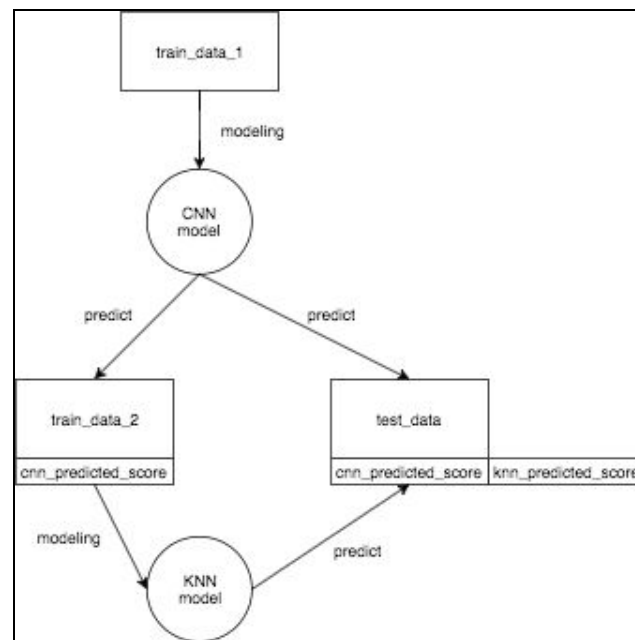 train_data_1
modeling
CNN
model
predict
predict
train_data_2
test_data
cnn_predicted_score
cnn_predicted_score
knn_predicted_score
modeling
predict
KNN
model